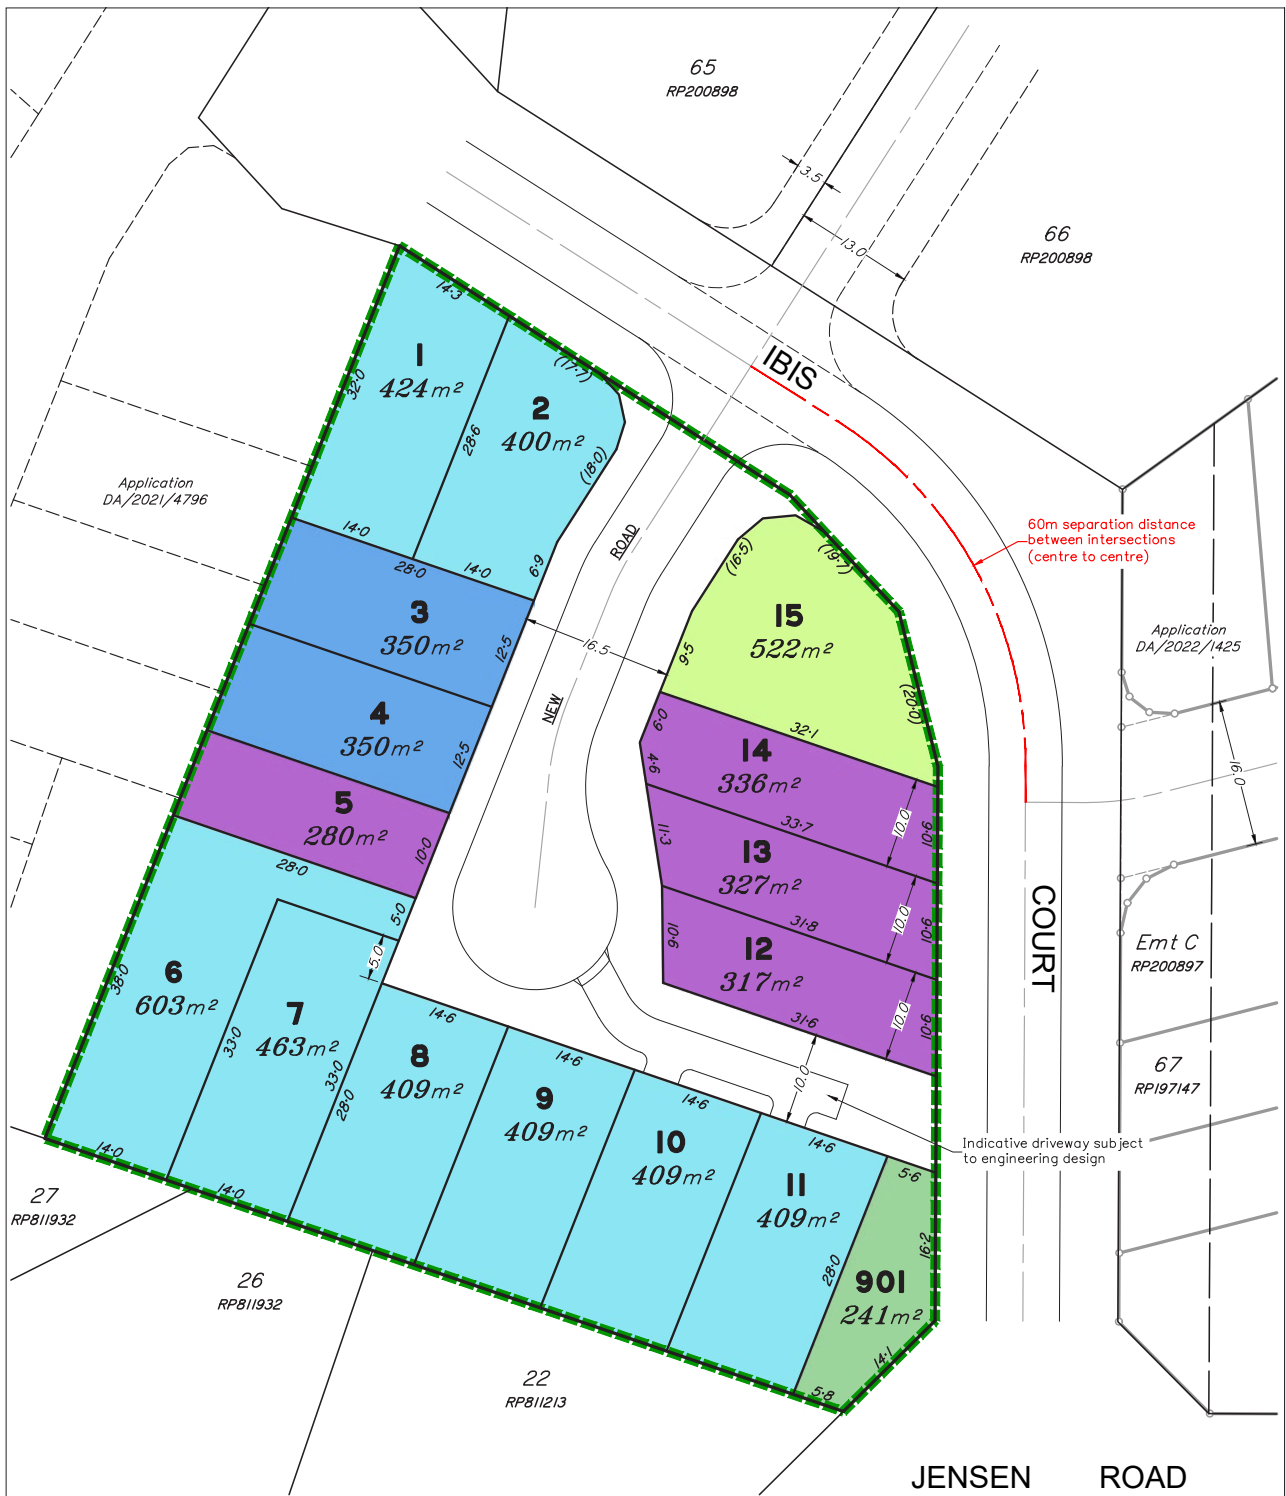 65
RP200898
3.5
13.0
66
RP200898
IBIS
14·3
(17·7)
1
424m²
32·0
28·6
2
400m²
(18·0)
6·9
14·0
14·0
Application
DA/2021/4796
28·0
3
350m²
12·5
4
350m²
12·5
5
280m²
10·0
28·0
5·0
5.0
16.5
NEW
ROAD
60m separation distance
between intersections
(centre to centre)
15
522m²
(16·5)
(19·7)
(20·0)
9·5
32·1
6·0
4·6
14
336m²
10.0
10·6
33·7
11·3
13
327m²
10.0
10·6
31·8
10·6
12
317m²
10.0
10·6
31·6
10.0
COURT
Application
DA/2022/1425
16.0
Emt C
RP200897
67
RP197147
6
603m²
38·0
33·0
14·0
7
463m²
33·0
28·0
14·0
14·6
8
409m²
14·6
9
409m²
14·6
10
409m²
14·6
11
409m²
28·0
5·6
16·2
901
241m²
14·1
5·8
Indicative driveway subject
to engineering design
27
RP811932
26
RP811932
22
RP811213
JENSEN ROAD